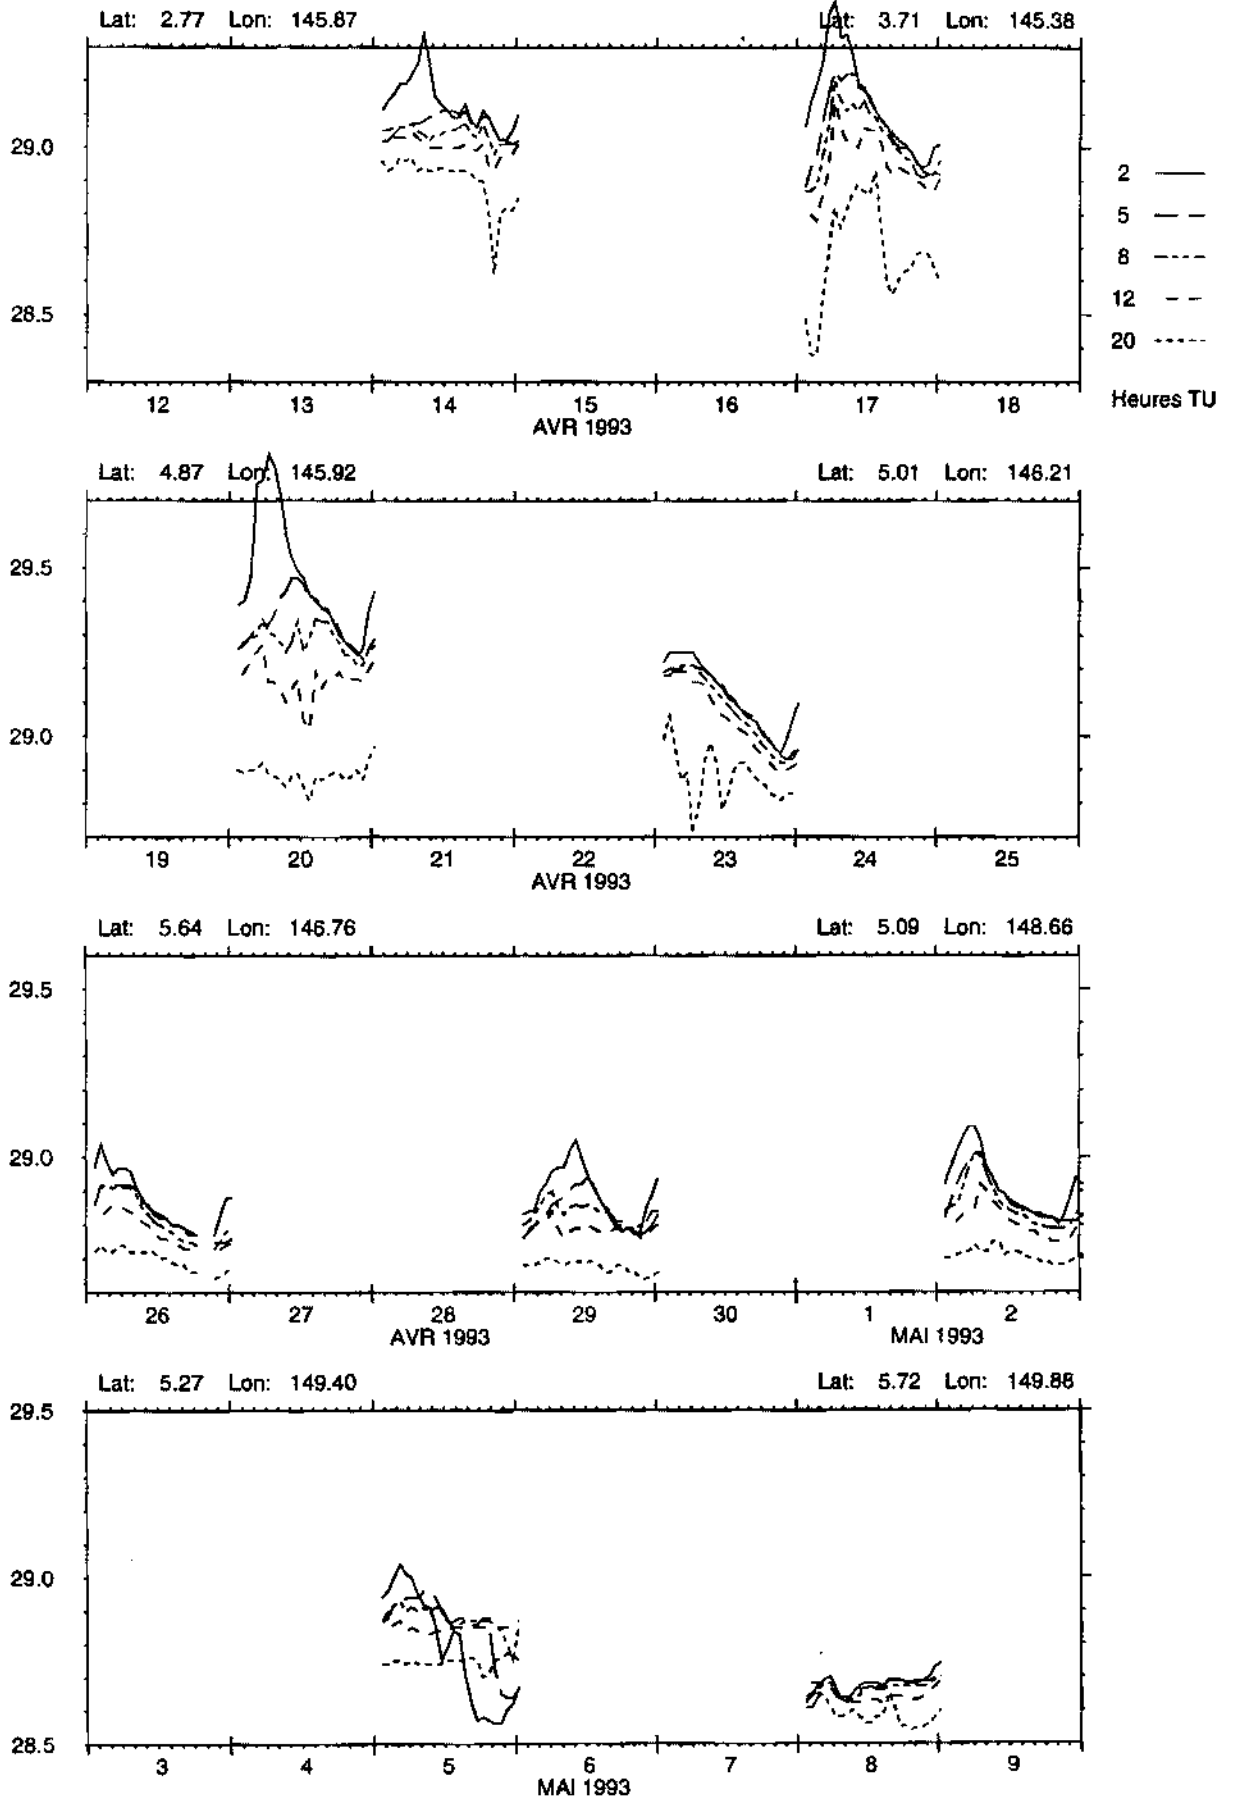 Lat: 2.77 Lon: 145.87 Lat: 3.71 Lon: 145.38
29.0
28.5
2
5
8
12
20
Heures TU
12 13 14 15 16 17 18
AVR 1993
Lat: 4.87 Lon: 145.92 Lat: 5.01 Lon: 146.21
29.5
29.0
19 20 21 22 23 24 25
AVR 1993
Lat: 5.64 Lon: 146.76 Lat: 5.09 Lon: 148.66
29.5
29.0
26 27 28 29 30 1 2
AVR 1993 MAI 1993
Lat: 5.27 Lon: 149.40 Lat: 5.72 Lon: 149.88
29.5
29.0
28.5
3 4 5 6 7 8 9
MAI 1993